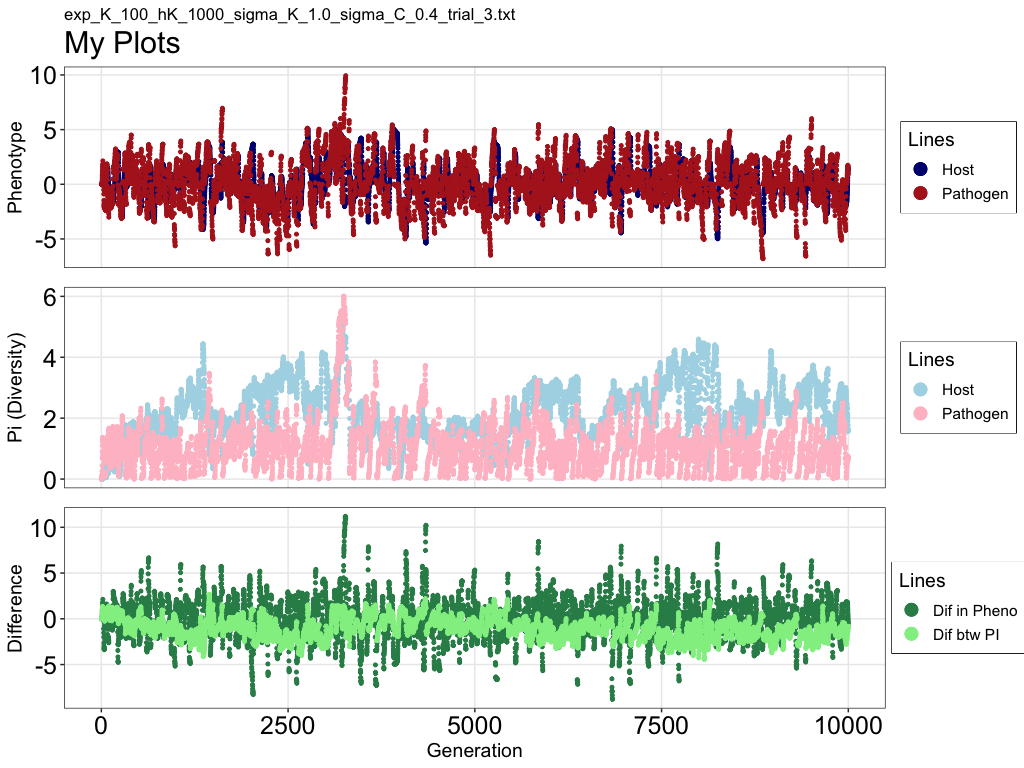 exp_K_100_hK_1000_sigma_K_1.0_sigma_C_0.4_trial_3.txt
My Plots
Phenotype
10
5
0
-5
Lines
Host
Pathogen
Pi (Diversity)
6
4
2
0
Lines
Host
Pathogen
Difference
10
5
0
-5
Lines
Dif in Pheno
Dif btw PI
0 2500 5000 7500 10000
Generation